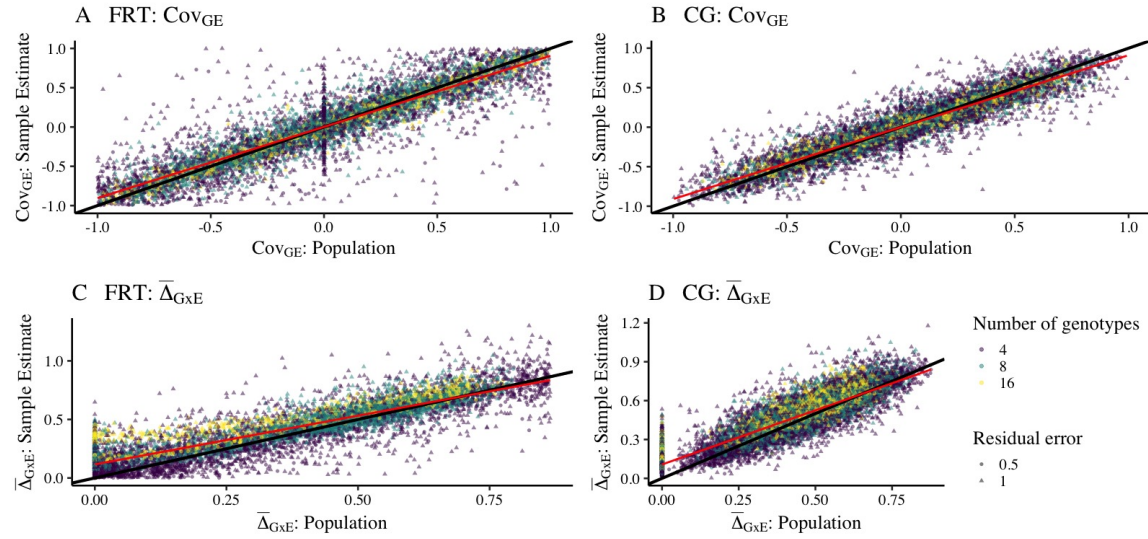 A FRT: Cov_GE
Cov_GE: Sample Estimate
1.0
0.5
0.0
-0.5
-1.0
-1.0 -0.5 0.0 0.5 1.0
Cov_GE: Population
B CG: Cov_GE
Cov_GE: Sample Estimate
1.0
0.5
0.0
-0.5
-1.0
-1.0 -0.5 0.0 0.5 1.0
Cov_GE: Population
C FRT: Δ̅_GxE
Δ̅_GxE: Sample Estimate
1.0
0.5
0.0
0.00 0.25 0.50 0.75
Δ̅_GxE: Population
D CG: Δ̅_GxE
Δ̅_GxE: Sample Estimate
1.2
0.9
0.6
0.3
0.0
0.00 0.25 0.50 0.75
Δ̅_GxE: Population
Number of genotypes
4
8
16
Residual error
0.5
1